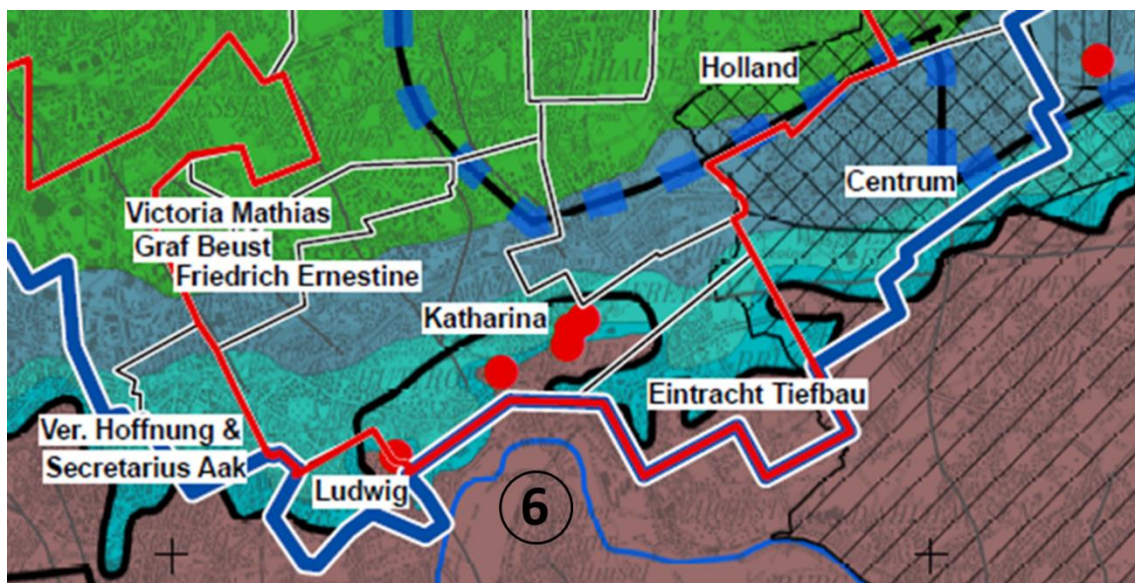 Holland
Centrum
Victoria Mathias
Graf Beust
Friedrich Ernestine
Katharina
Eintracht Tiefbau
Ver. Hoffnung &
Secretarius Aak
Ludwig
6